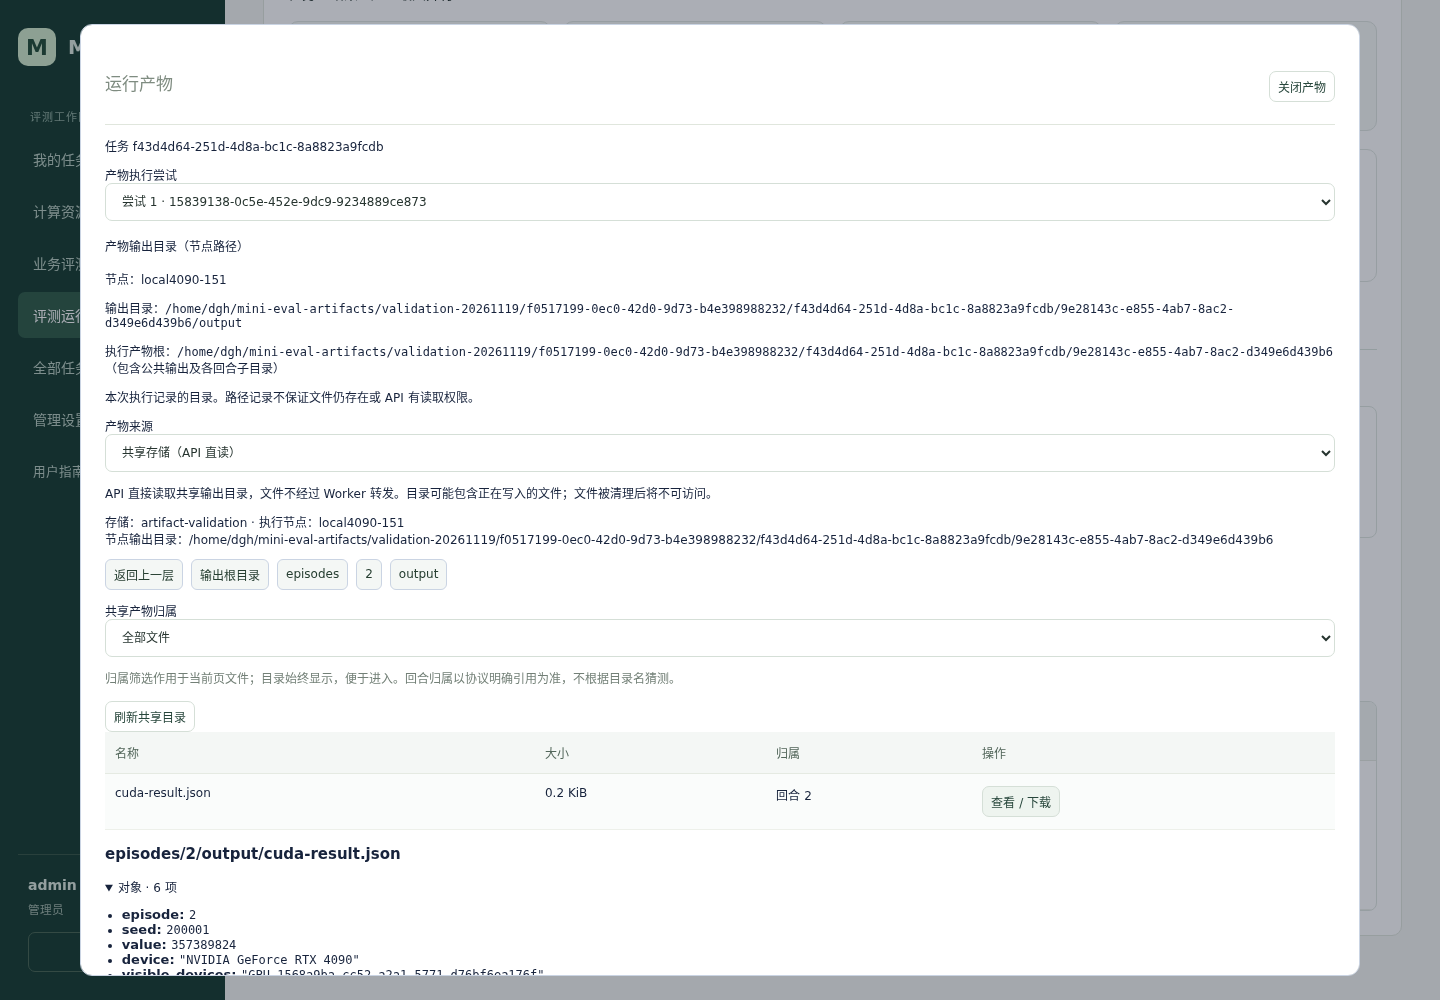 M
M
评测工作
我的任
计算资
业务评
评测运行
全部任
管理设
用户指南
admin
管理员
运行产物
关闭产物
任务 f43d4d64-251d-4d8a-bc1c-8a8823a9fcdb
产物执行尝试
尝试 1 · 15839138-0c5e-452e-9dc9-9234889ce873
产物输出目录（节点路径）
节点：local4090-151
输出目录：/home/dgh/mini-eval-artifacts/validation-20261119/f0517199-0ec0-42d0-9d73-b4e398988232/f43d4d64-251d-4d8a-bc1c-8a8823a9fcdb/9e28143c-e855-4ab7-8ac2-
d349e6d439b6/output
执行产物根：/home/dgh/mini-eval-artifacts/validation-20261119/f0517199-0ec0-42d0-9d73-b4e398988232/f43d4d64-251d-4d8a-bc1c-8a8823a9fcdb/9e28143c-e855-4ab7-8ac2-d349e6d439b6
（包含公共输出及各回合子目录）
本次执行记录的目录。路径记录不保证文件仍存在或 API 有读取权限。
产物来源
共享存储（API 直读）
API 直接读取共享输出目录，文件不经过 Worker 转发。目录可能包含正在写入的文件；文件被清理后将不可访问。
存储：artifact-validation · 执行节点：local4090-151
节点输出目录：/home/dgh/mini-eval-artifacts/validation-20261119/f0517199-0ec0-42d0-9d73-b4e398988232/f43d4d64-251d-4d8a-bc1c-8a8823a9fcdb/9e28143c-e855-4ab7-8ac2-d349e6d439b6
返回上一层 输出根目录 episodes 2 output
共享产物归属
全部文件
归属筛选作用于当前页文件；目录始终显示，便于进入。回合归属以协议明确引用为准，不根据目录名猜测。
刷新共享目录
名称 大小 归属 操作
cuda-result.json 0.2 KiB 回合 2 查看 / 下载
episodes/2/output/cuda-result.json
▼ 对象 · 6 项
• episode: 2
• seed: 200001
• value: 357389824
• device: "NVIDIA GeForce RTX 4090"
• visible_devices: "GPU-1568a9ba-cc52-a2a1-5771-d76bf6ea176f"